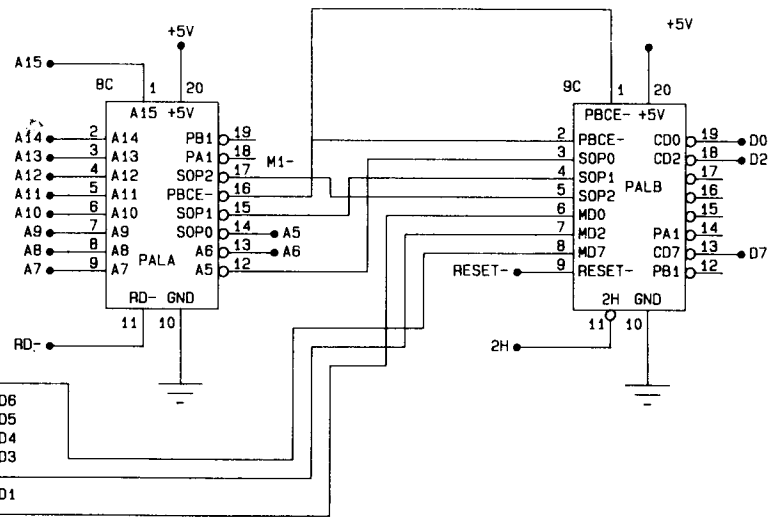 +5V
+5V
A15
8C
1 20
9C
1 20
A15 +5V
PBCE- +5V
A14 2 A14 PB1 19
2 PBCE- CD0 19 D0
A13 3 A13 PA1 18 M1-
3 SOP0 CD2 18 D2
A12 4 A12 SOP2 17
4 SOP1 PALB 17
A11 5 A11 PBCE- 16
5 SOP2 16
A10 6 A10 SOP1 15
6 MD0 15
A9 7 A9 SOP0 14 A5
7 MD2 PA1 14
A8 8 A8 A6 13 A6
8 MD7 CD7 13 D7
A7 9 A7 PALA A5 12
RESET- 9 RESET- PB1 12
RD- GND
2H GND
11 10
11 10
RD-
2H
D6
D5
D4
D3
D1